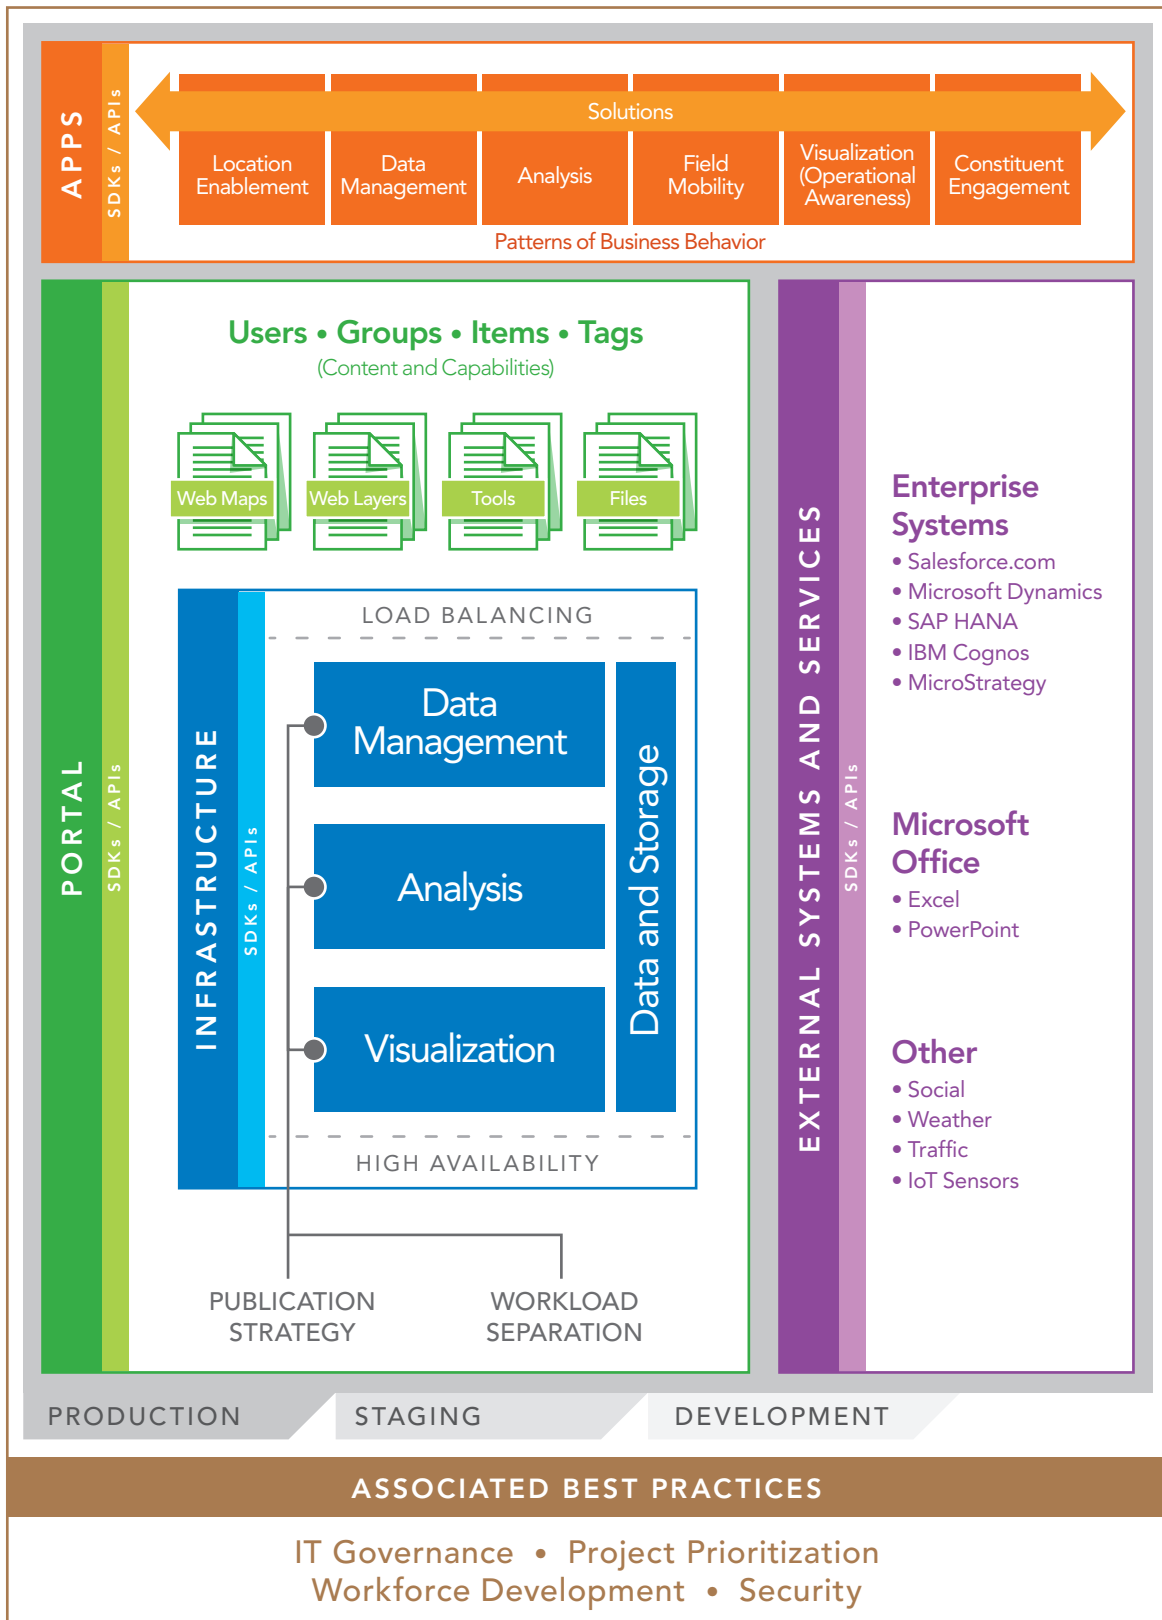 APPS
SDKs / APIs
Solutions
Location
Enablement
Data
Management
Analysis
Field
Mobility
Visualization
(Operational
Awareness)
Constituent
Engagement
Patterns of Business Behavior
PORTAL
SDKs / APIs
Users • Groups • Items • Tags
(Content and Capabilities)
Web Maps
Web Layers
Tools
Files
INFRASTRUCTURE
SDKs / APIs
LOAD BALANCING
Data
Management
Analysis
Visualization
Data and Storage
HIGH AVAILABILITY
PUBLICATION
STRATEGY
WORKLOAD
SEPARATION
EXTERNAL SYSTEMS AND SERVICES
SDKs / APIs
Enterprise
Systems
• Salesforce.com
• Microsoft Dynamics
• SAP HANA
• IBM Cognos
• MicroStrategy
Microsoft
Office
• Excel
• PowerPoint
Other
• Social
• Weather
• Traffic
• IoT Sensors
PRODUCTION
STAGING
DEVELOPMENT
ASSOCIATED BEST PRACTICES
IT Governance • Project Prioritization
Workforce Development • Security